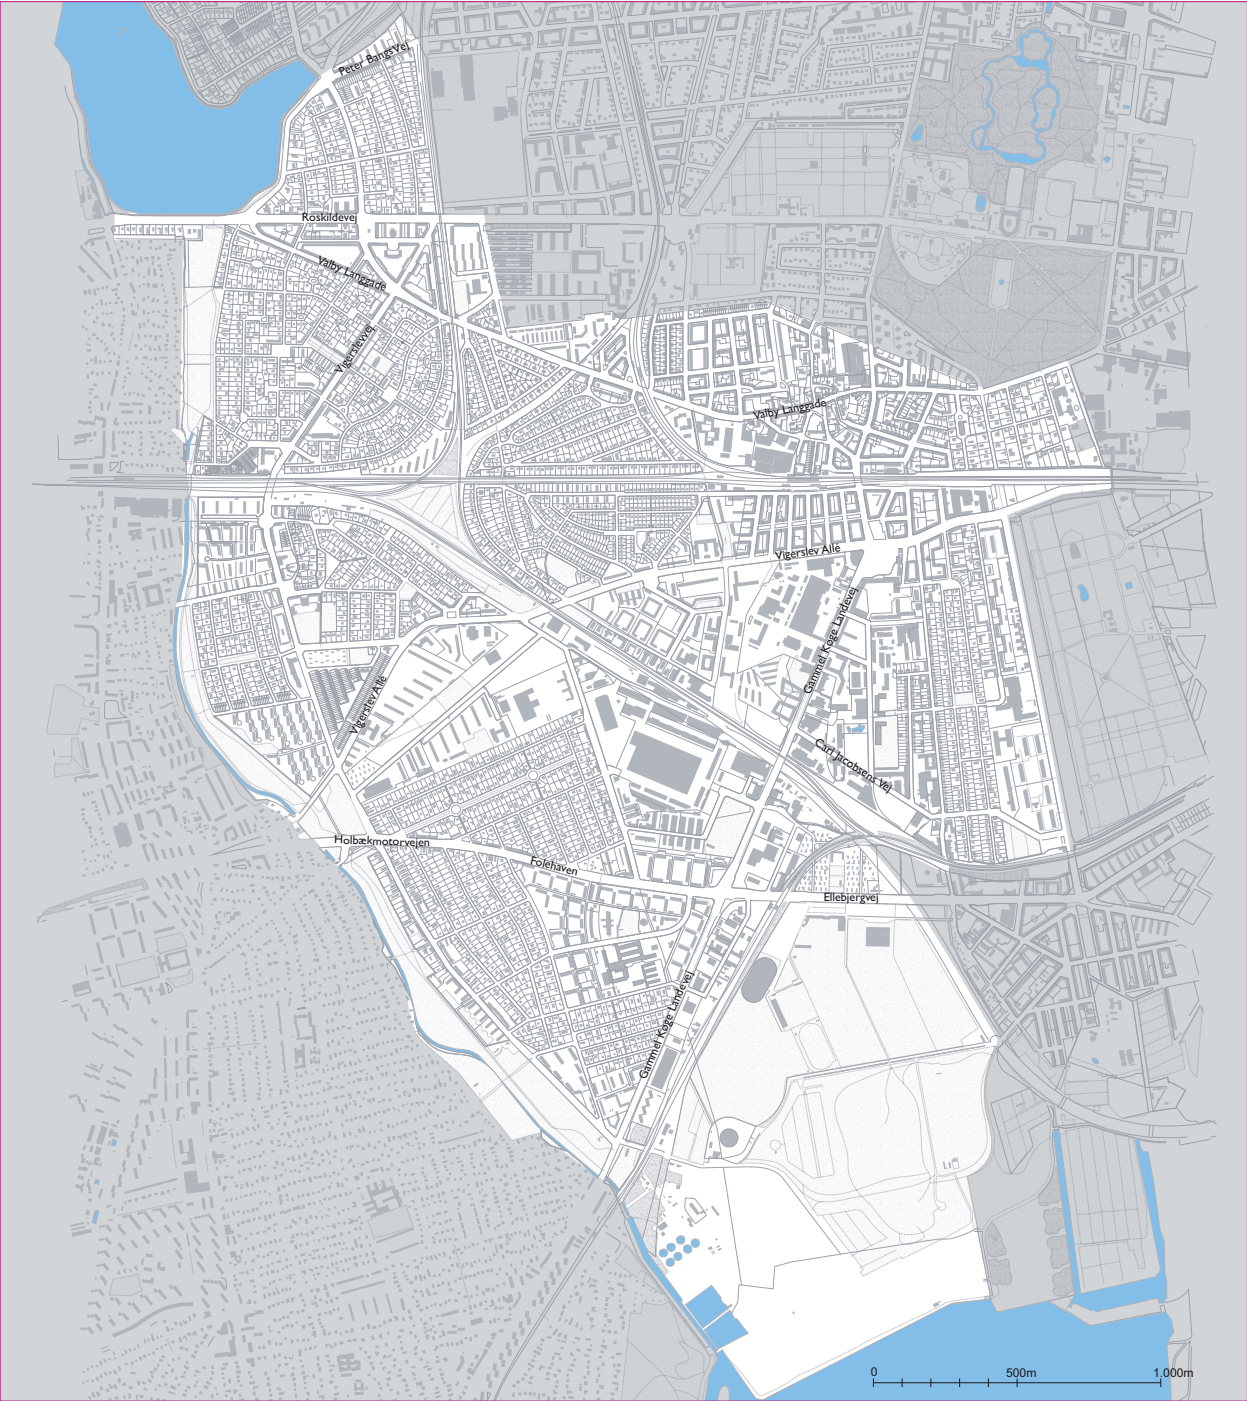 Peter Bangs Vej
Roskildevej
Valby Langgade
Vigerslevvej
Valby Langgade
Vigerslev Allé
Gammel Køge Landevej
Vigerslev Allé
Carl Jacobsens Vej
Holbækmotorvejen
Folehaven
Ellebjergvej
Gammel Køge Landevej
0 500m 1.000m